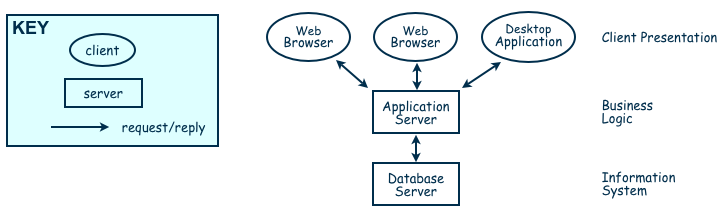 KEY
client
server
request/reply
Web
Browser
Web
Browser
Desktop
Application
Client Presentation
Application
Server
Business
Logic
Database
Server
Information
System